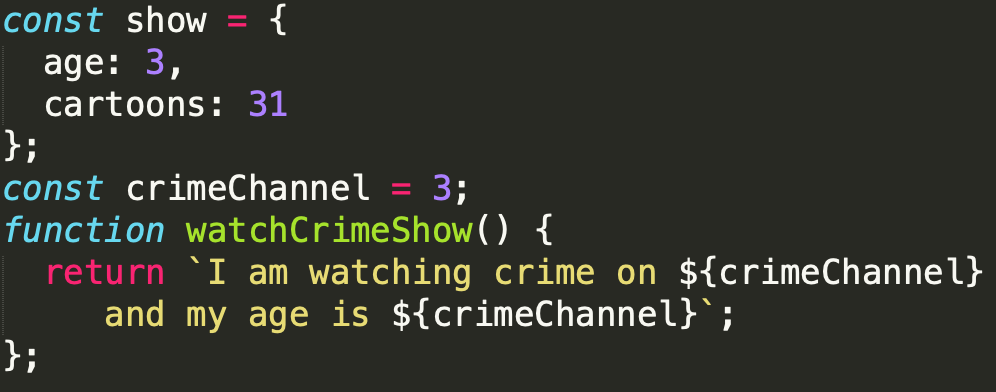 const show = {
  age: 3,
  cartoons: 31
};
const crimeChannel = 3;
function watchCrimeShow() {
  return `I am watching crime on ${crimeChannel}
     and my age is ${crimeChannel}`;
};